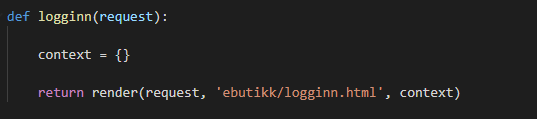 def logginn(request):
context = {}
return render(request, 'ebutikk/logginn.html', context)